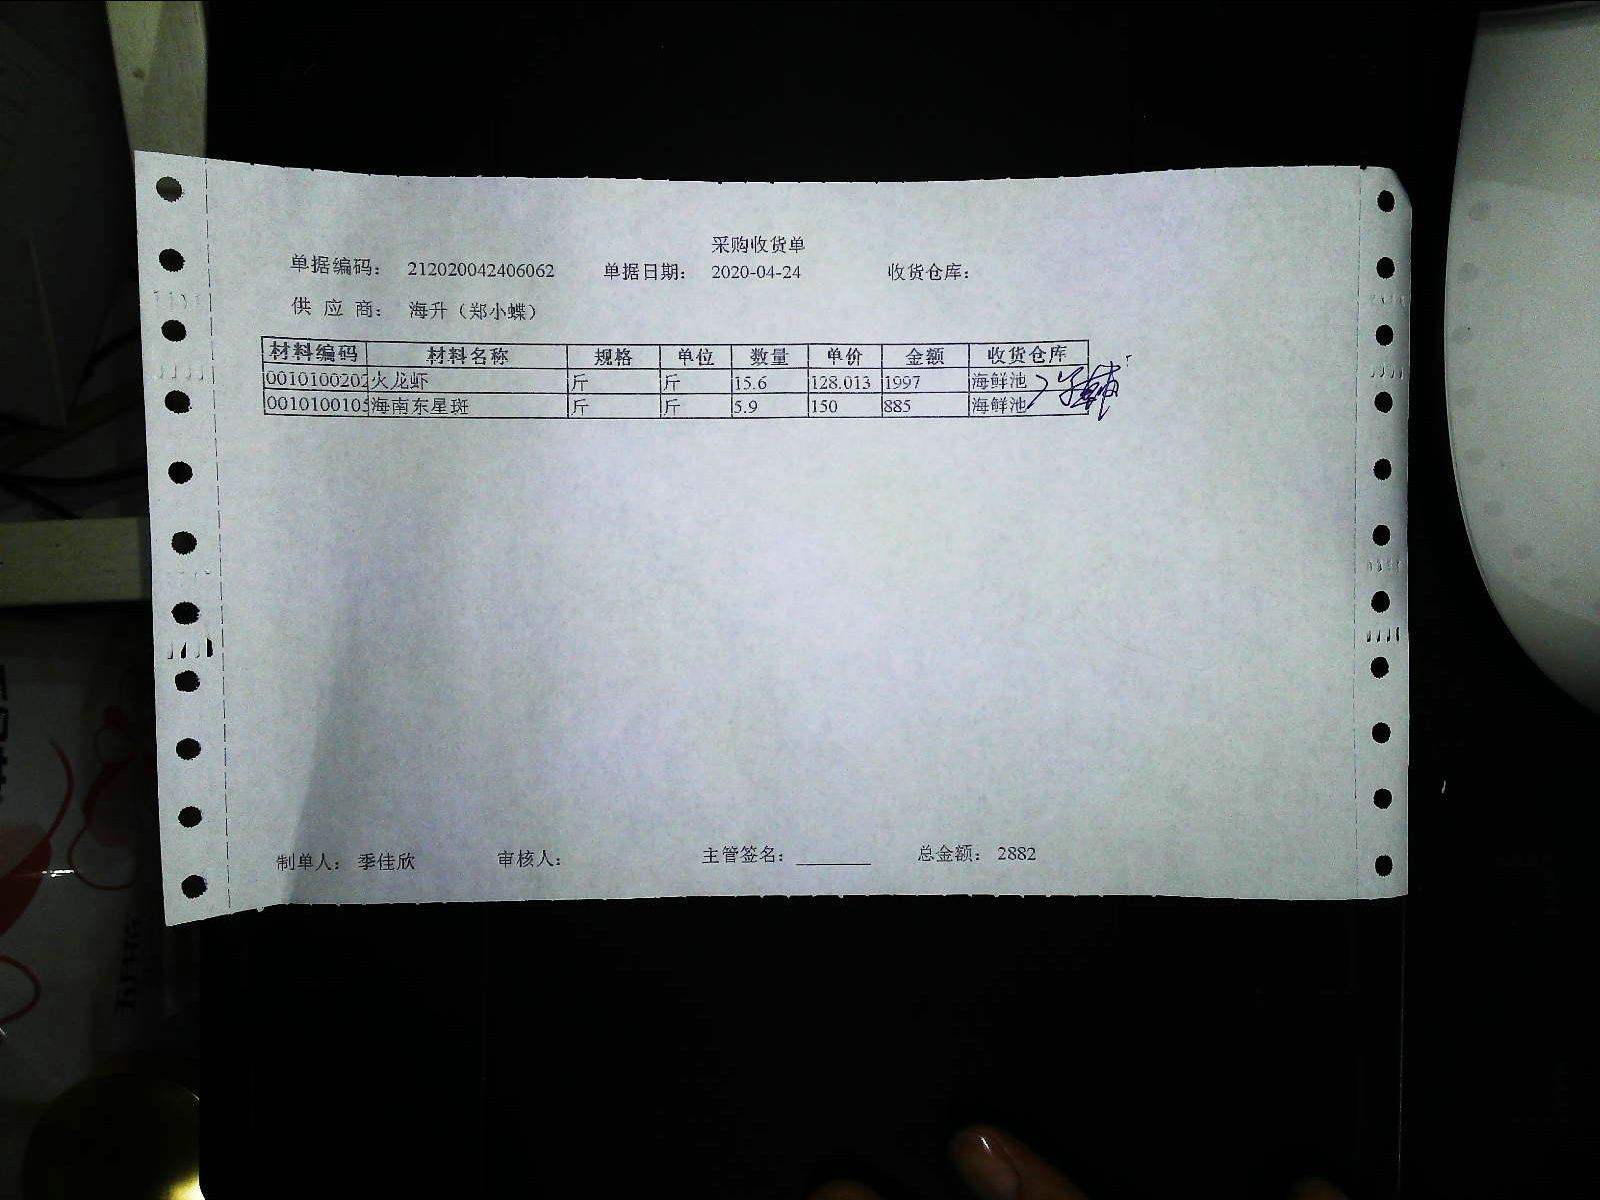 采购收货单
单据编码： 212020042406062 单据日期： 2020-04-24 收货仓库：
供 应 商： 海升（郑小蝶）
材料编码 材料名称 规格 单位 数量 单价 金额 收货仓库
0010100202 火龙虾 斤 斤 15.6 128.013 1997 海鲜池
0010100105 海南东星斑 斤 斤 5.9 150 885 海鲜池
制单人： 季佳欣 审核人： 主管签名： ________ 总金额： 2882